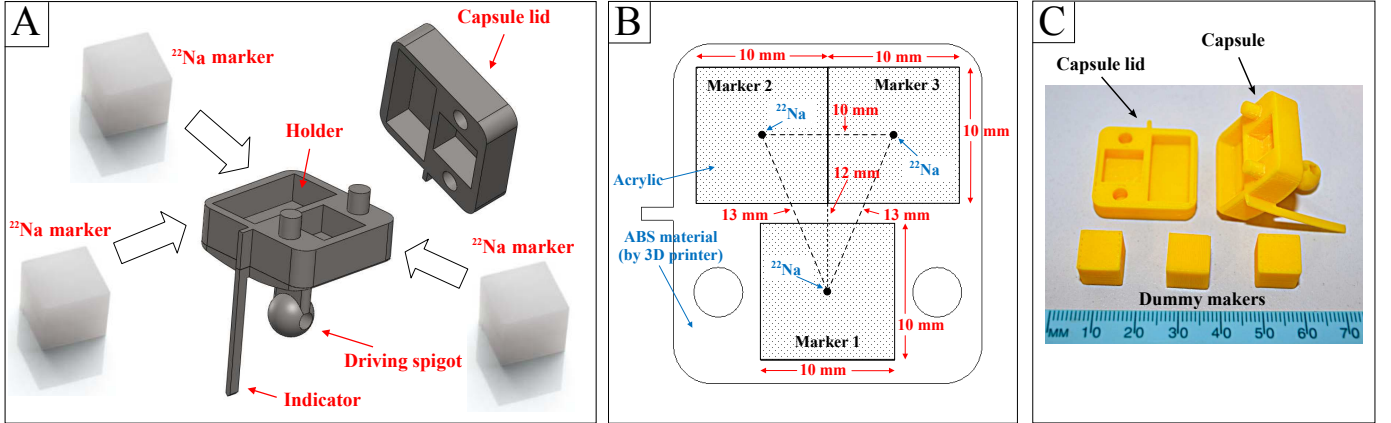 A
²²Na marker
Capsule lid
Holder
²²Na marker
²²Na marker
Driving spigot
Indicator
B
10 mm
10 mm
Marker 2
Marker 3
²²Na
10 mm
²²Na
10 mm
Acrylic
12 mm
13 mm
13 mm
ABS material
(by 3D printer)
²²Na
10 mm
Marker 1
10 mm
C
Capsule
Capsule lid
Dummy makers
MM 10 20 30 40 50 60 70